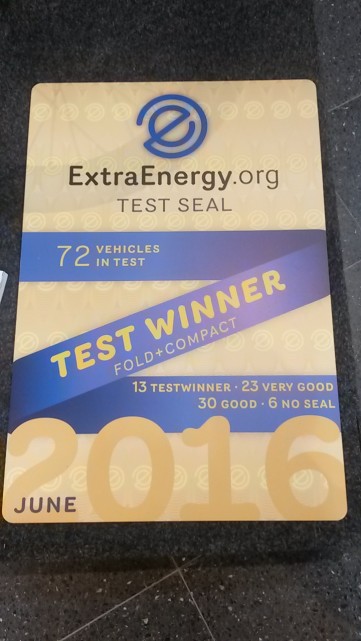 ExtraEnergy.org
TEST SEAL
72 VEHICLES
IN TEST
TEST WINNER
FOLD+COMPACT
13 TESTWINNER · 23 VERY GOOD
30 GOOD · 6 NO SEAL
2016
JUNE